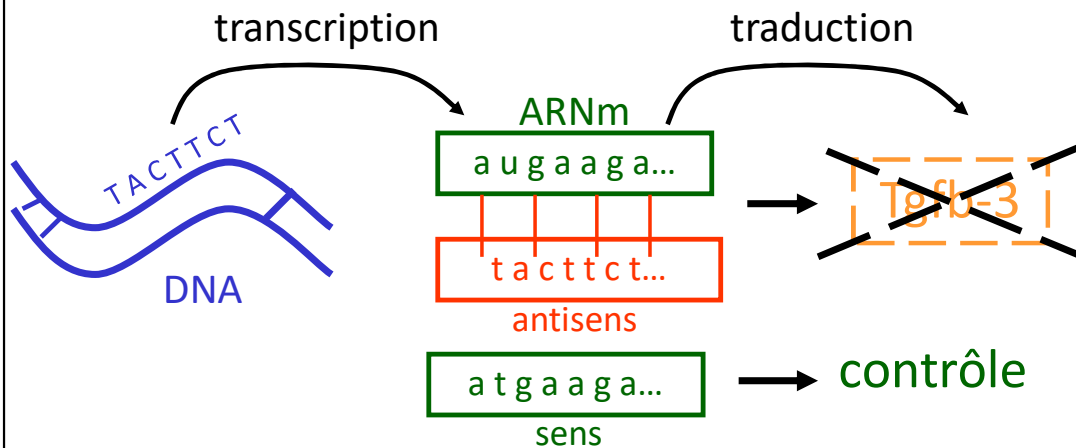 transcription
traduction
TACTTCT
DNA
ARNm
a u g a a g a...
t a c t t c t...
antisens
Tgfb-3
a t g a a g a...
sens
contrôle